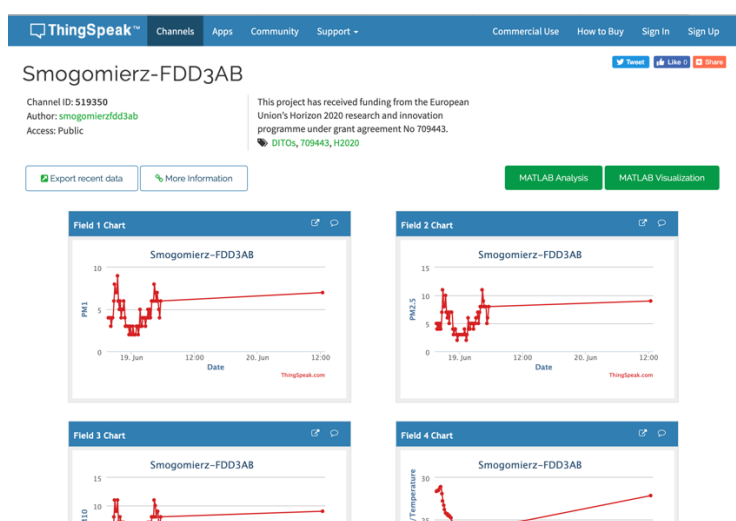 ThingSpeak™ Channels Apps Community Support Commercial Use How to Buy Sign In Sign Up
Smogomierz-FDD3AB
Tweet Like 0 Share
Channel ID: 519350
Author: smogomierzfdd3ab
Access: Public
This project has received funding from the European
Union's Horizon 2020 research and innovation
programme under grant agreement No 709443.
DITOs, 709443, H2020
Export recent data More Information MATLAB Analysis MATLAB Visualization
Field 1 Chart
Smogomierz-FDD3AB
PM1
10
5
0
19. Jun 12:00 20. Jun 12:00
Date
ThingSpeak.com
Field 2 Chart
Smogomierz-FDD3AB
PM2.5
15
10
5
0
19. Jun 12:00 20. Jun 12:00
Date
ThingSpeak.com
Field 3 Chart
Smogomierz-FDD3AB
15
10
Field 4 Chart
Smogomierz-FDD3AB
/Temperature
30
25